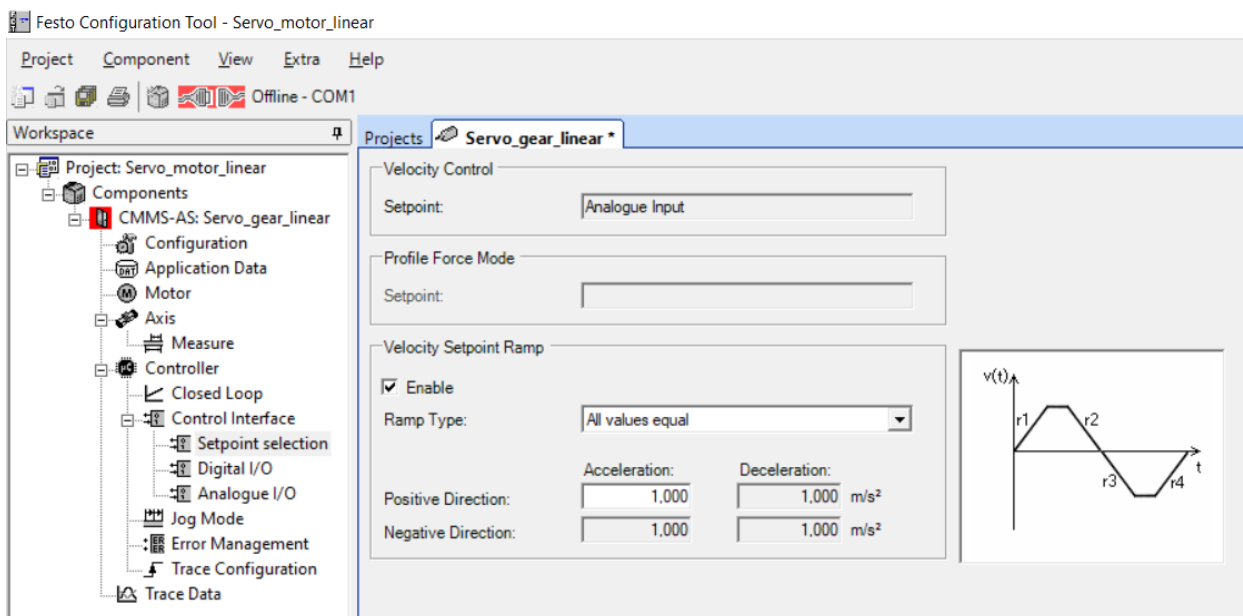 Festo Configuration Tool - Servo_motor_linear
Project Component View Extra Help
Offline - COM1
Workspace
Project: Servo_motor_linear
Components
CMMS-AS: Servo_gear_linear
Configuration
DAT Application Data
M Motor
Axis
Measure
Controller
Closed Loop
Control Interface
Setpoint selection
Digital I/O
Analogue I/O
Jog Mode
Error Management
Trace Configuration
Trace Data
Projects Servo_gear_linear *
Velocity Control
Setpoint: Analogue Input
Profile Force Mode
Setpoint:
Velocity Setpoint Ramp
Enable
Ramp Type: All values equal
Acceleration: Deceleration:
Positive Direction: 1,000 1,000 m/s²
Negative Direction: 1,000 1,000 m/s²
v(t)
r1 r2
t
r3 r4